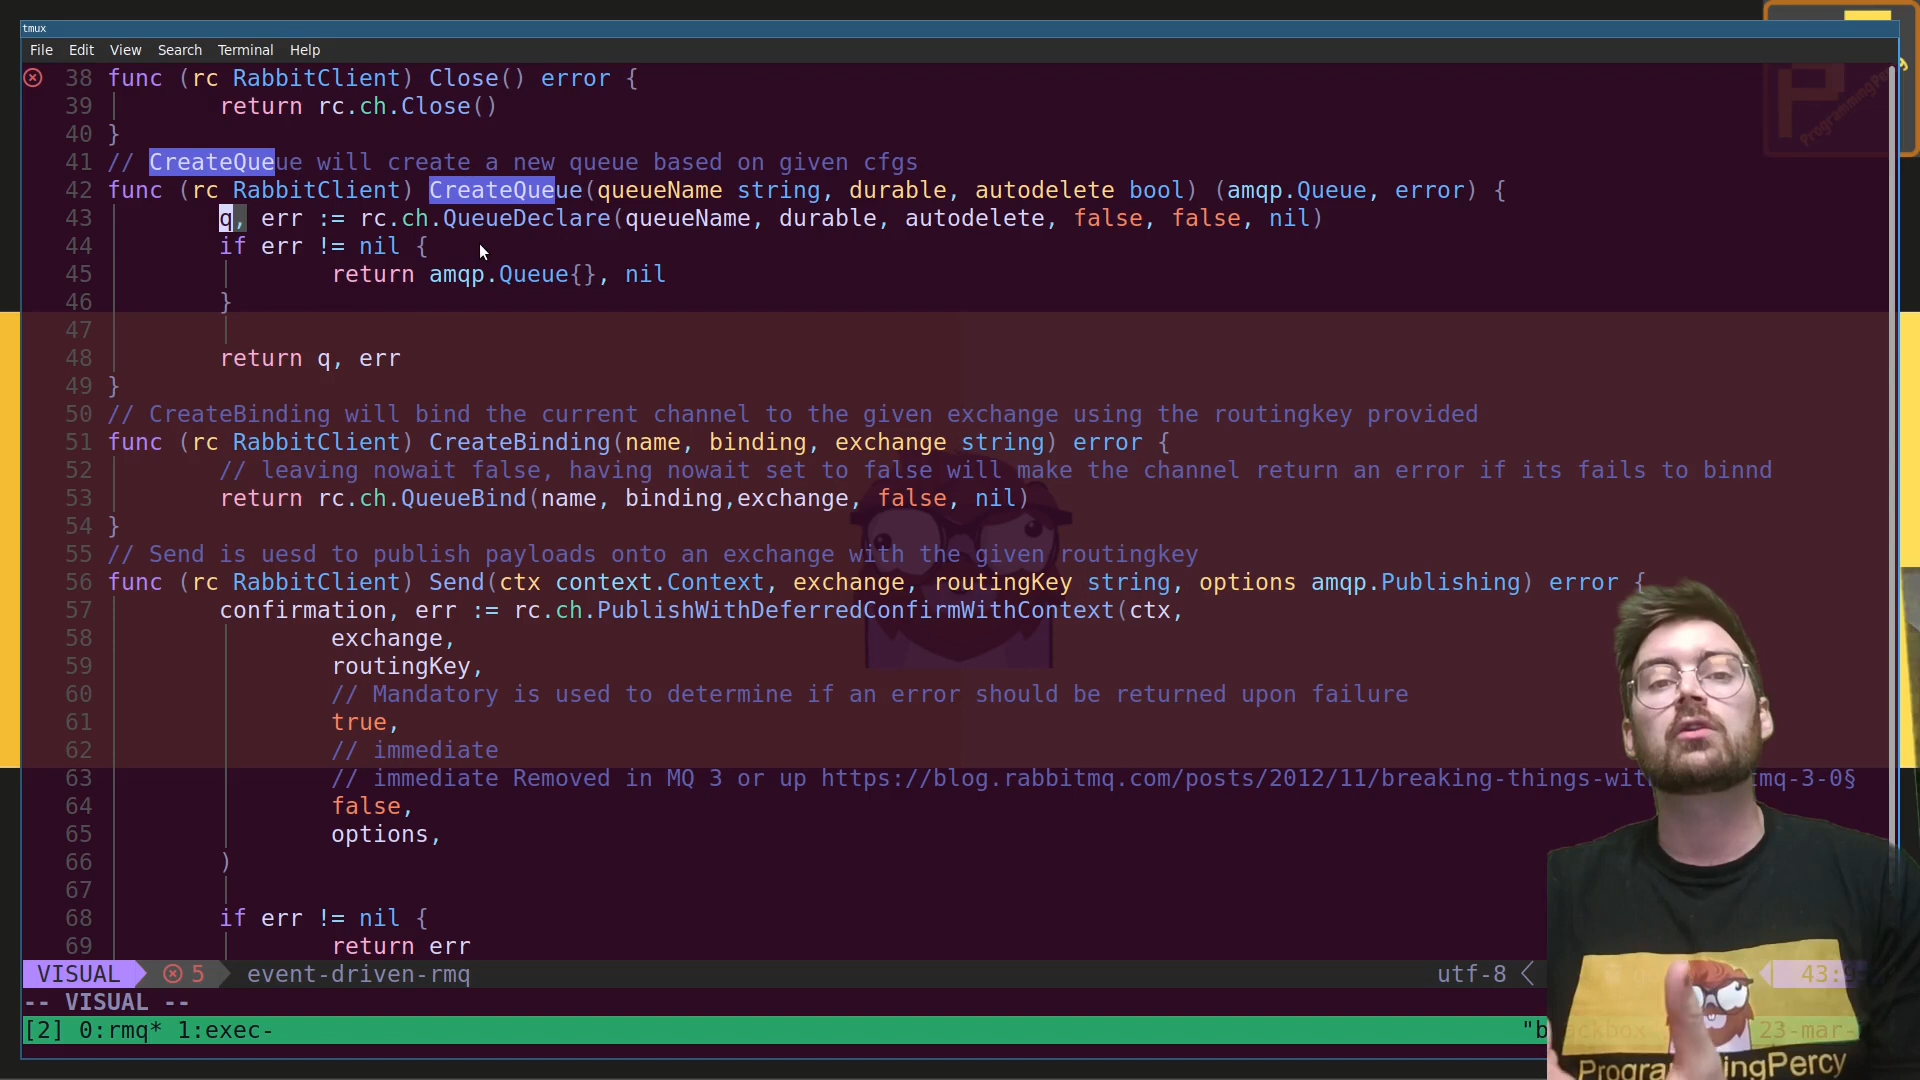 tmux
File Edit View Search Terminal Help
38 func (rc RabbitClient) Close() error {
39 return rc.ch.Close()
40 }
41 // CreateQueue will create a new queue based on given cfgs
42 func (rc RabbitClient) CreateQueue(queueName string, durable, autodelete bool) (amqp.Queue, error) {
43 q, err := rc.ch.QueueDeclare(queueName, durable, autodelete, false, false, nil)
44 if err != nil {
45 return amqp.Queue{}, nil
46 }
47
48 return q, err
49 }
50 // CreateBinding will bind the current channel to the given exchange using the routingkey provided
51 func (rc RabbitClient) CreateBinding(name, binding, exchange string) error {
52 // leaving nowait false, having nowait set to false will make the channel return an error if its fails to binnd
53 return rc.ch.QueueBind(name, binding,exchange, false, nil)
54 }
55 // Send is uesd to publish payloads onto an exchange with the given routingkey
56 func (rc RabbitClient) Send(ctx context.Context, exchange, routingKey string, options amqp.Publishing) error {
57 confirmation, err := rc.ch.PublishWithDeferredConfirmWithContext(ctx,
58 exchange,
59 routingKey,
60 // Mandatory is used to determine if an error should be returned upon failure
61 true,
62 // immediate
63 // immediate Removed in MQ 3 or up https://blog.rabbitmq.com/posts/2012/11/breaking-things-with tmq-3-0§
64 false,
65 options,
66 )
67
68 if err != nil {
69 return err
VISUAL 5 event-driven-rmq utf-8 43:
-- VISUAL --
[2] 0:rmq* 1:exec- 23-mar-
ProgrammingPercy